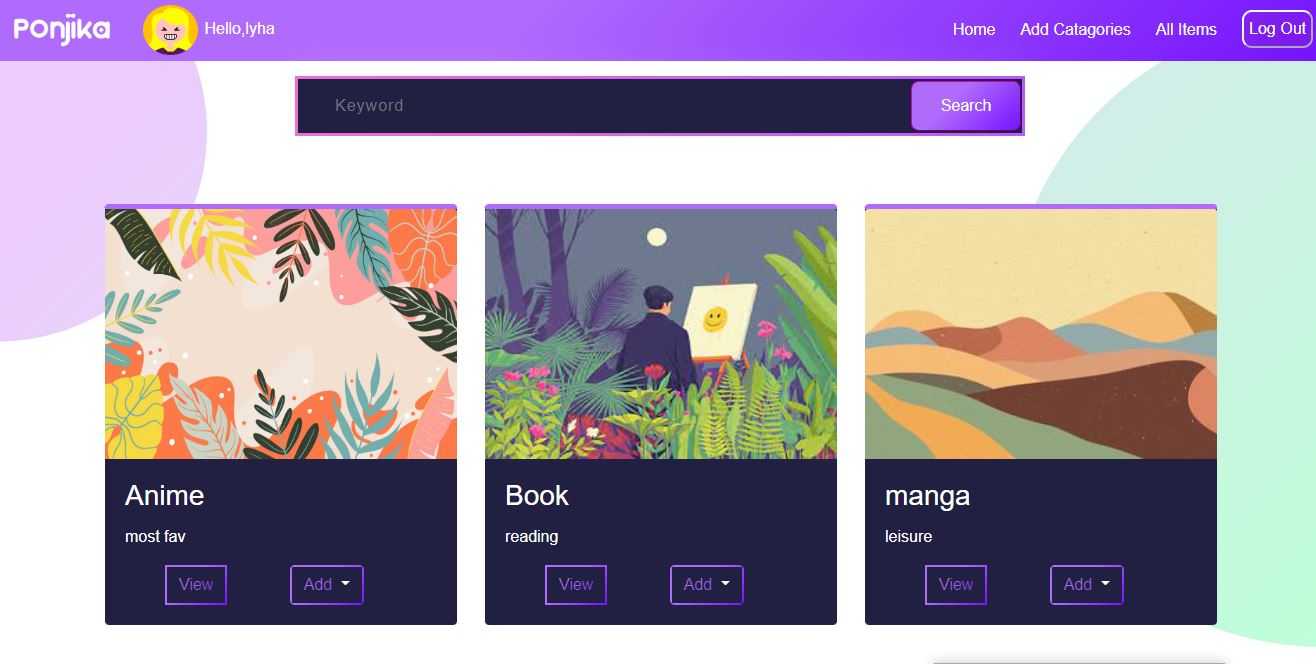 Ponjika
Hello,lyha
Home
Add Catagories
All Items
Log Out
Keyword
Search
Anime
most fav
View
Add
Book
reading
View
Add
manga
leisure
View
Add